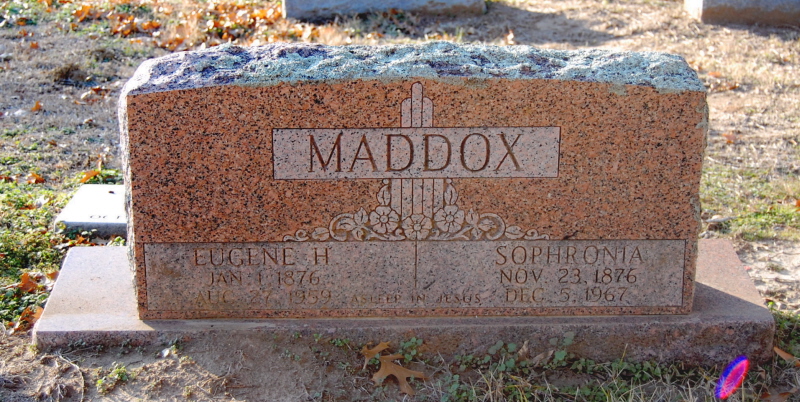 MADDOX
EUGENE H
JAN. 1, 1876
AUG. 27, 1959
ASLEEP IN JESUS
SOPHRONIA
NOV. 23, 1876
DEC. 5, 1967